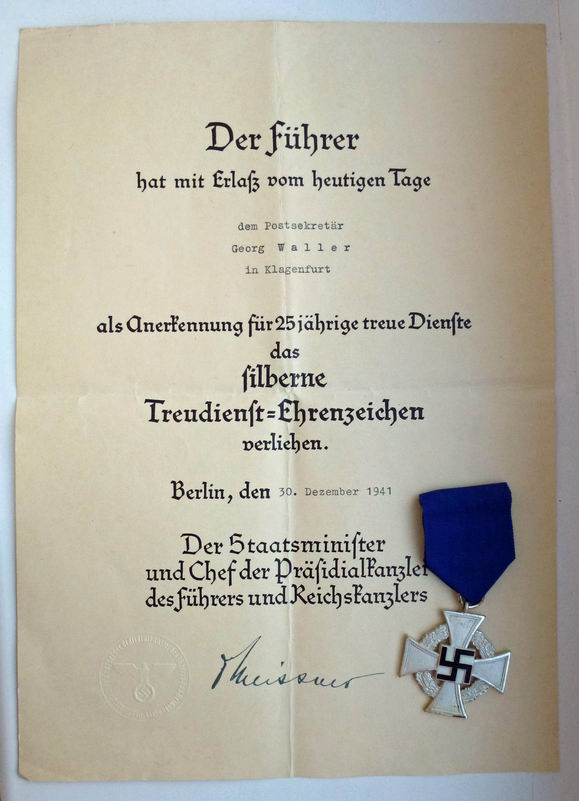 Der Führer
hat mit Erlaß vom heutigen Tage
dem Postsekretär
Georg W a l l e r
in Klagenfurt
als Anerkennung für 25jährige treue Dienste
das
silberne
Treudienst=Ehrenzeichen
verliehen.
Berlin, den 30. Dezember 1941
Der Staatsminister
und Chef der Präsidialkanzlei
des Führers und Reichskanzlers
Meissner